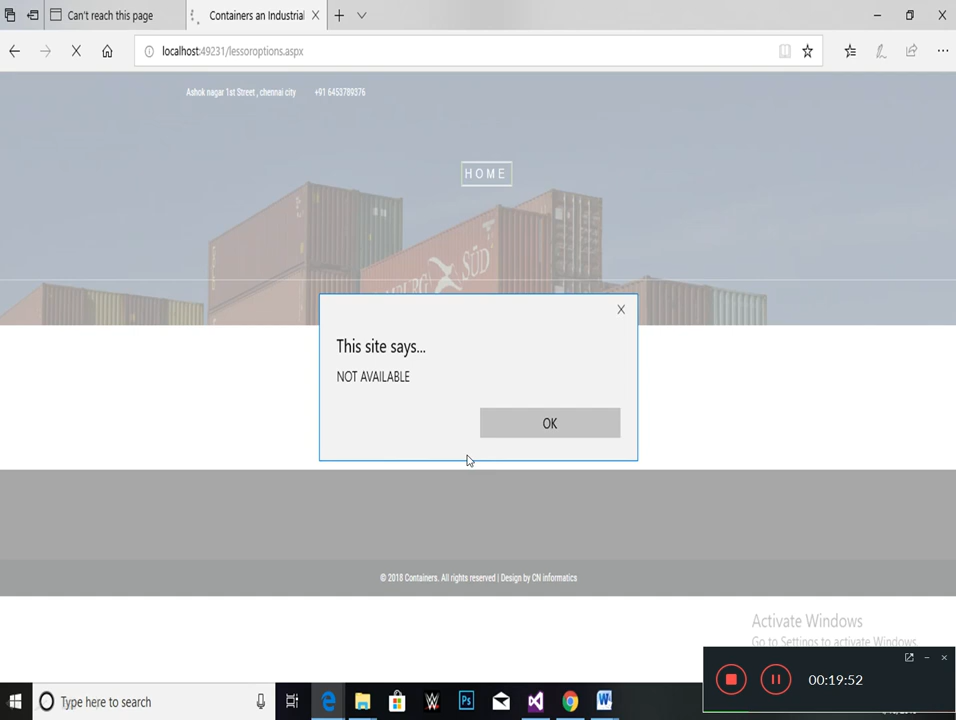 Can't reach this page
Containers an Industrial
localhost:49231/lessoroptions.aspx
Ashok nagar 1st Street , chennai city
+91 6453789376
HOME
SÜD
This site says...
NOT AVAILABLE
OK
© 2018 Containers. All rights reserved | Design by CN informatics
Activate Windows
Go to Settings to activate Windows.
Type here to search
Ps
00:19:52